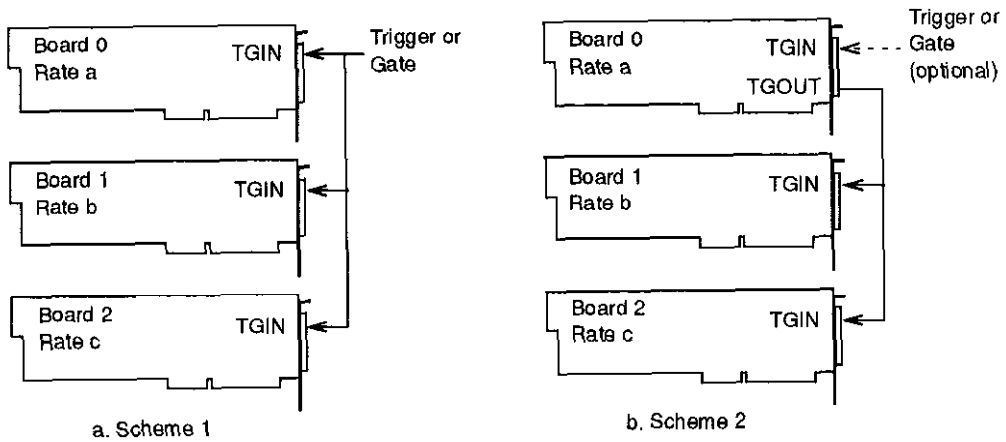 Board 0
Rate a
TGIN
Trigger or
Gate
Board 1
Rate b
TGIN
Board 2
Rate c
TGIN
a. Scheme 1
Board 0
Rate a
TGIN
TGOUT
Trigger or
Gate
(optional)
Board 1
Rate b
TGIN
Board 2
Rate c
TGIN
b. Scheme 2